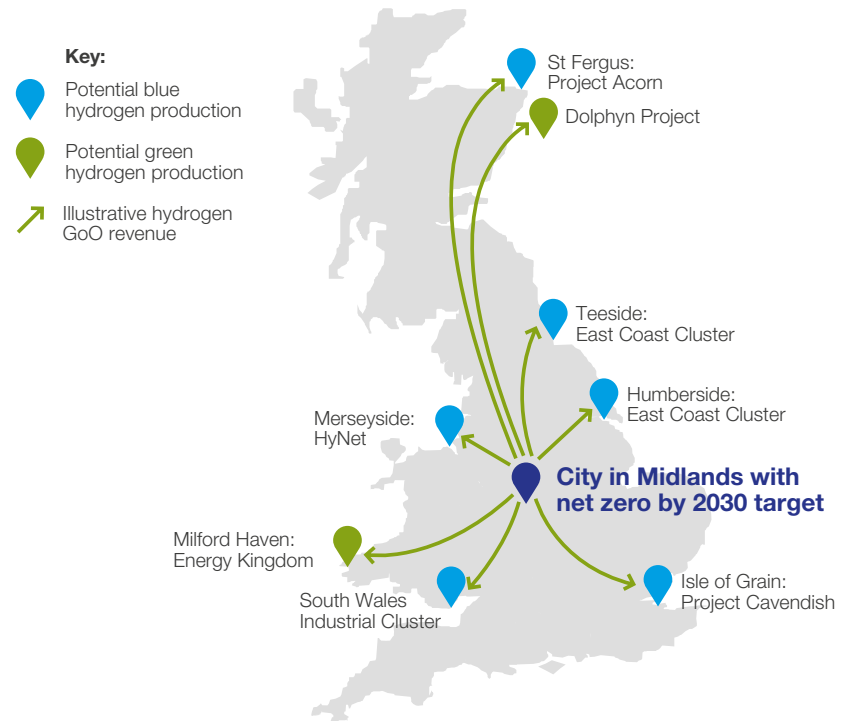 Key:
Potential blue
hydrogen production
Potential green
hydrogen production
Illustrative hydrogen
GoO revenue
St Fergus:
Project Acorn
Dolphyn Project
Teeside:
East Coast Cluster
Humberside:
East Coast Cluster
Merseyside:
HyNet
City in Midlands with
net zero by 2030 target
Milford Haven:
Energy Kingdom
South Wales
Industrial Cluster
Isle of Grain:
Project Cavendish